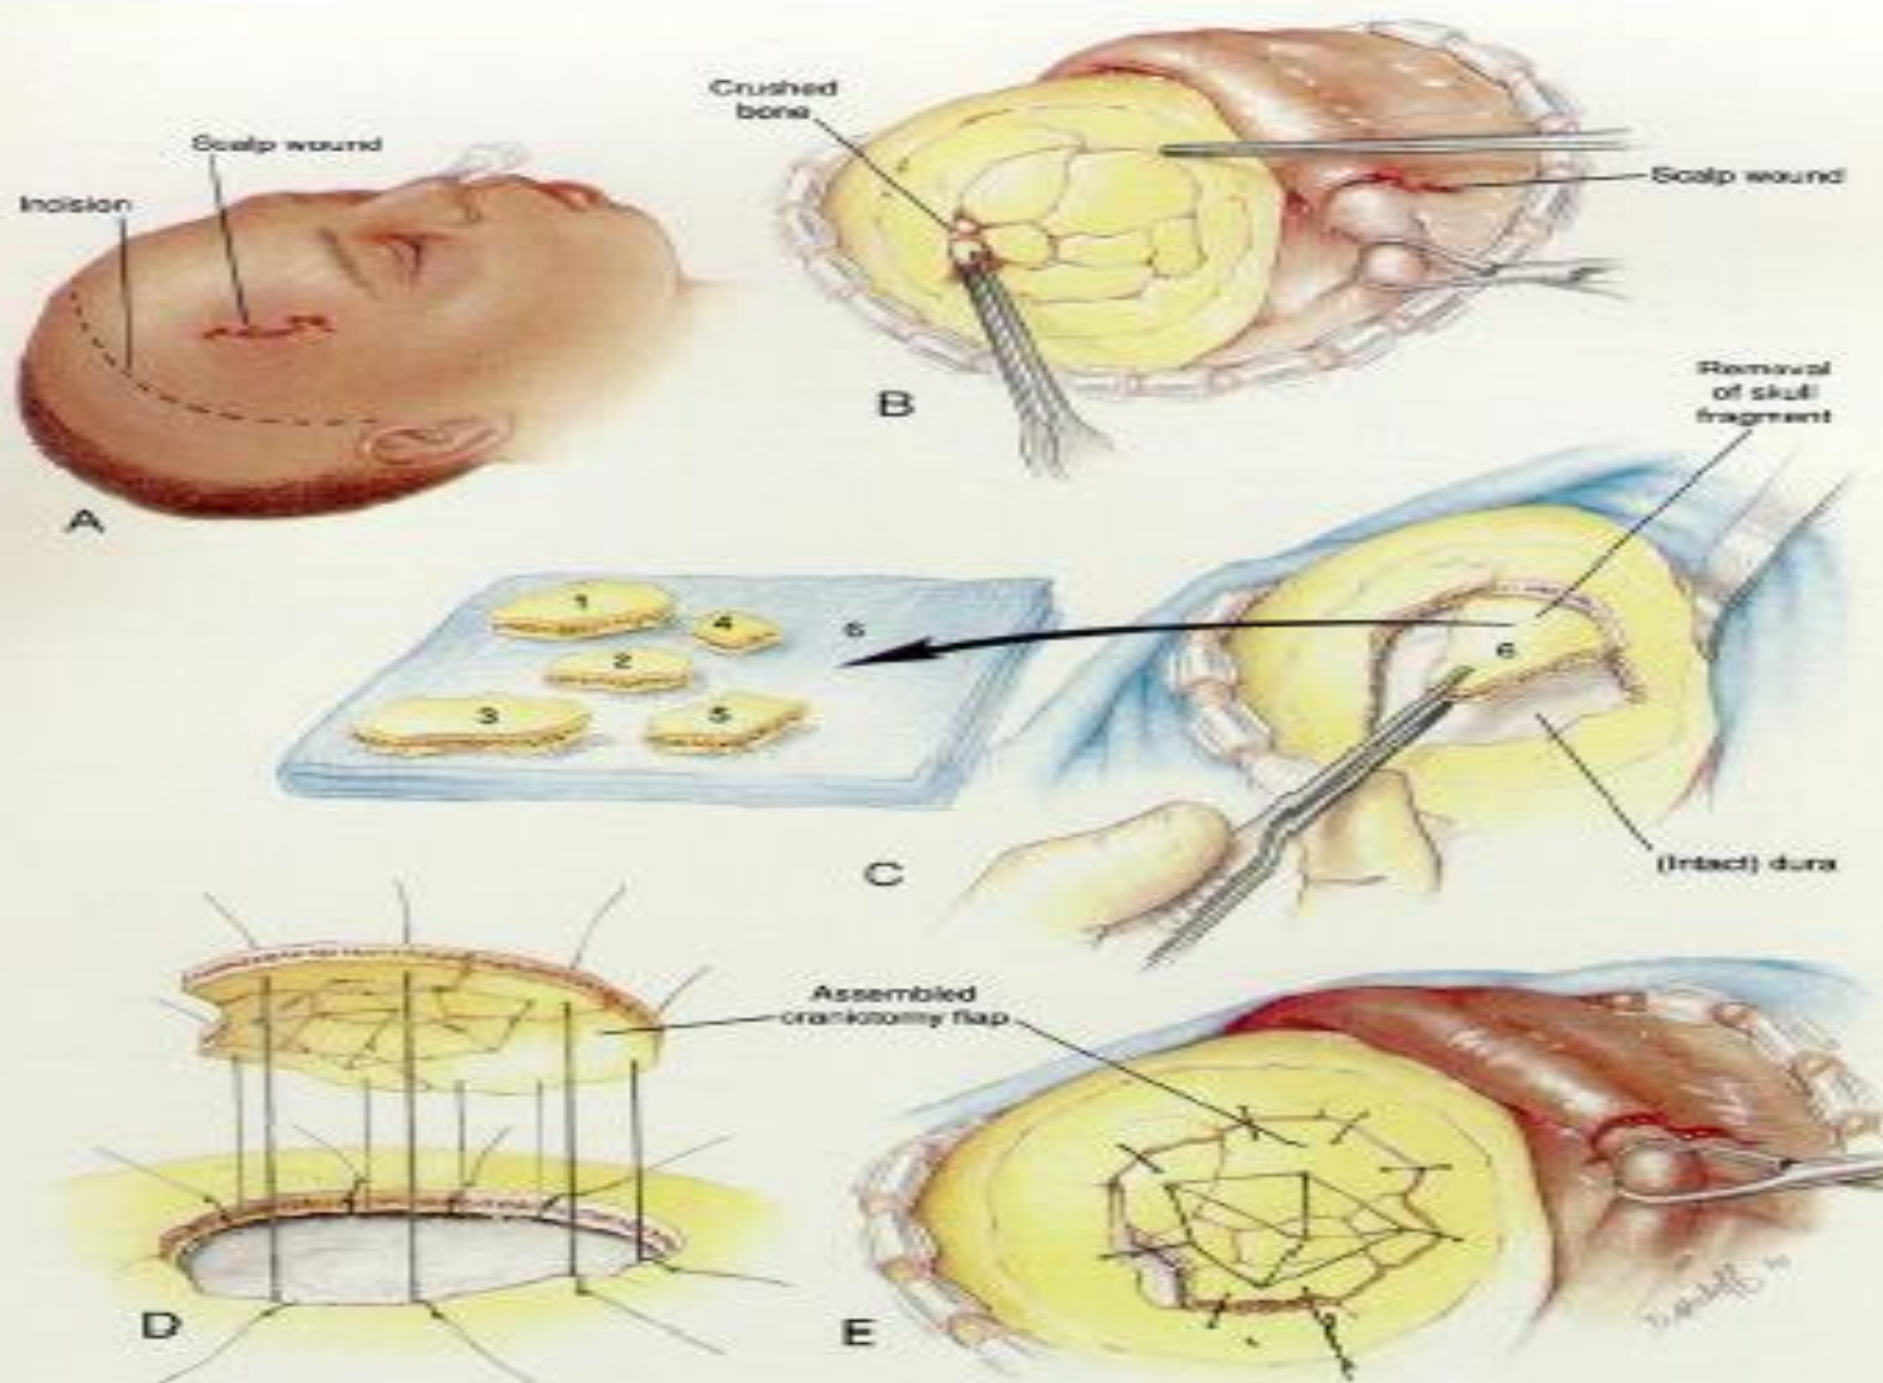 Scalp wound
Incision
A
Crushed
bone
Scalp wound
B
Removal
of skull
fragment
1
4
6
2
3
5
6
(Intact) dura
C
Assembled
craniotomy flap
D
E